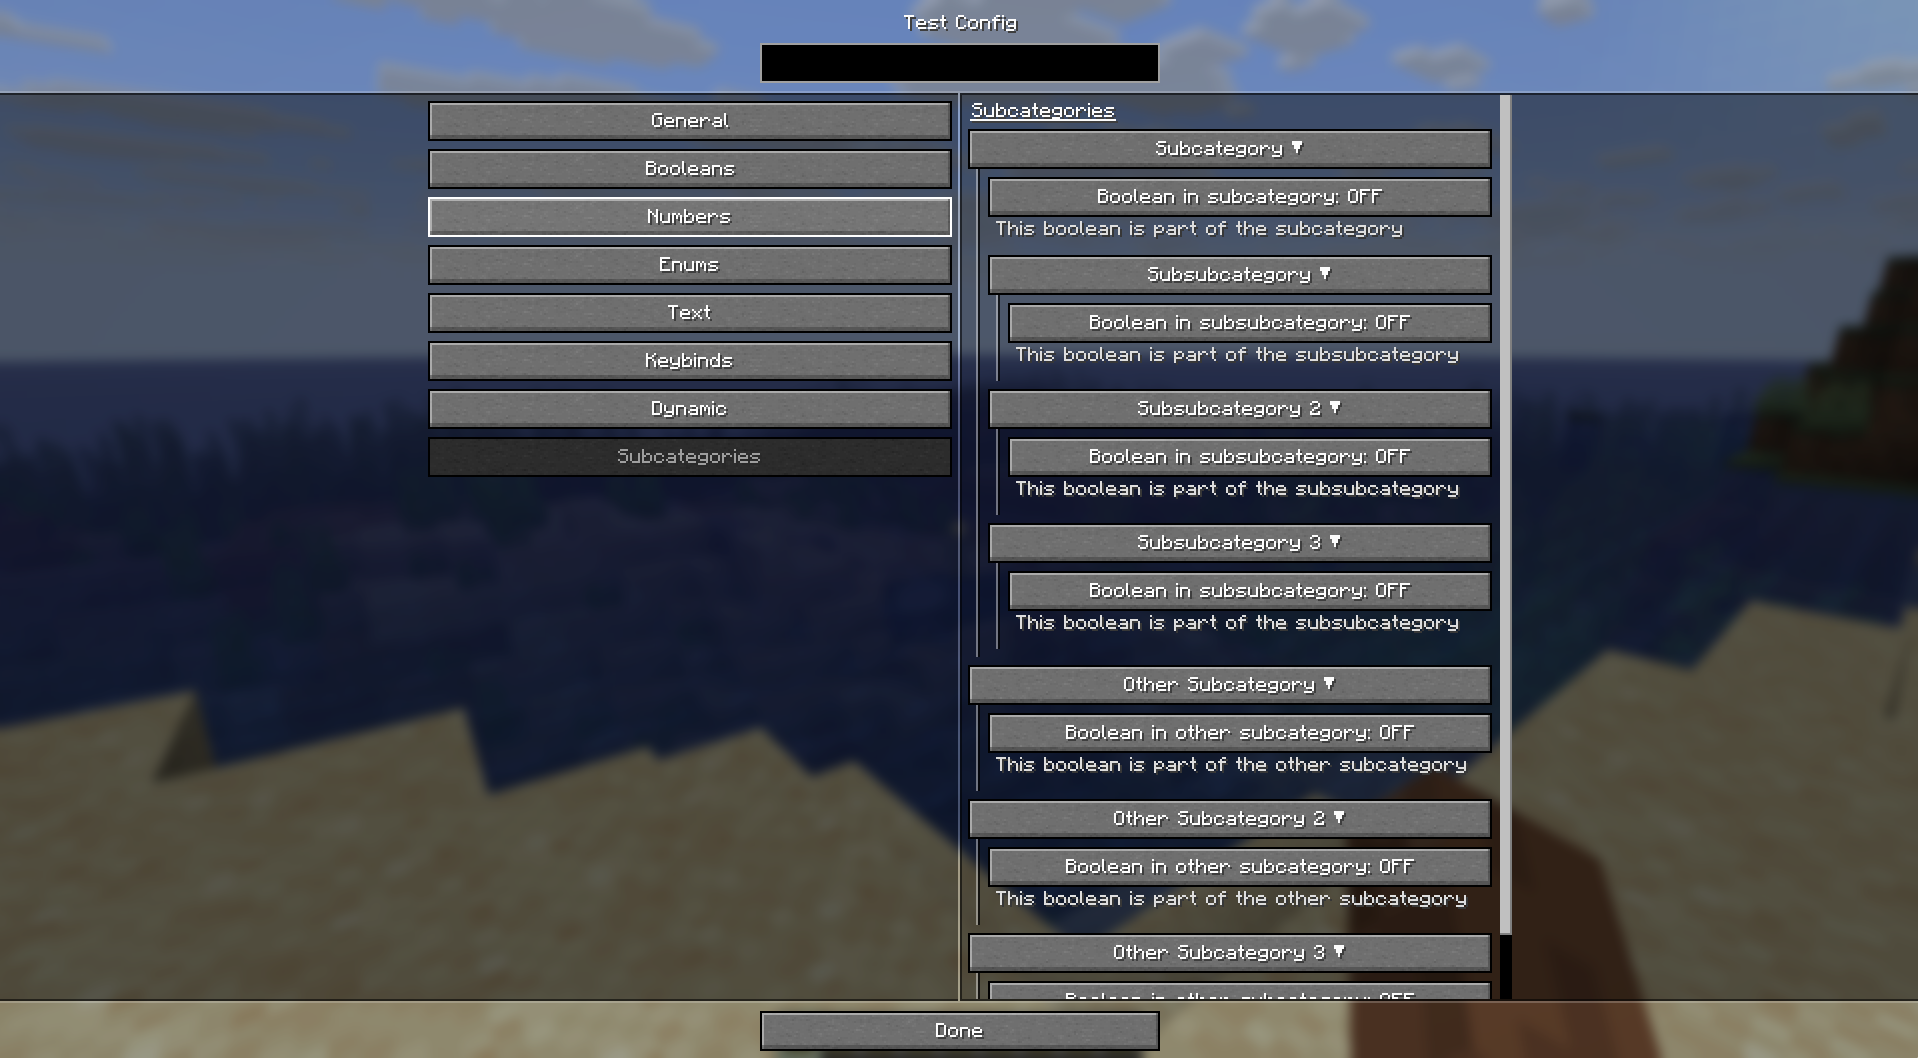 Test Config
General
Booleans
Numbers
Enums
Text
Keybinds
Dynamic
Subcategories
Subcategories
Subcategory ▼
Boolean in subcategory: OFF
This boolean is part of the subcategory
Subsubcategory ▼
Boolean in subsubcategory: OFF
This boolean is part of the subsubcategory
Subsubcategory 2 ▼
Boolean in subsubcategory: OFF
This boolean is part of the subsubcategory
Subsubcategory 3 ▼
Boolean in subsubcategory: OFF
This boolean is part of the subsubcategory
Other Subcategory ▼
Boolean in other subcategory: OFF
This boolean is part of the other subcategory
Other Subcategory 2 ▼
Boolean in other subcategory: OFF
This boolean is part of the other subcategory
Other Subcategory 3 ▼
Boolean in other subcategory: OFF
Done